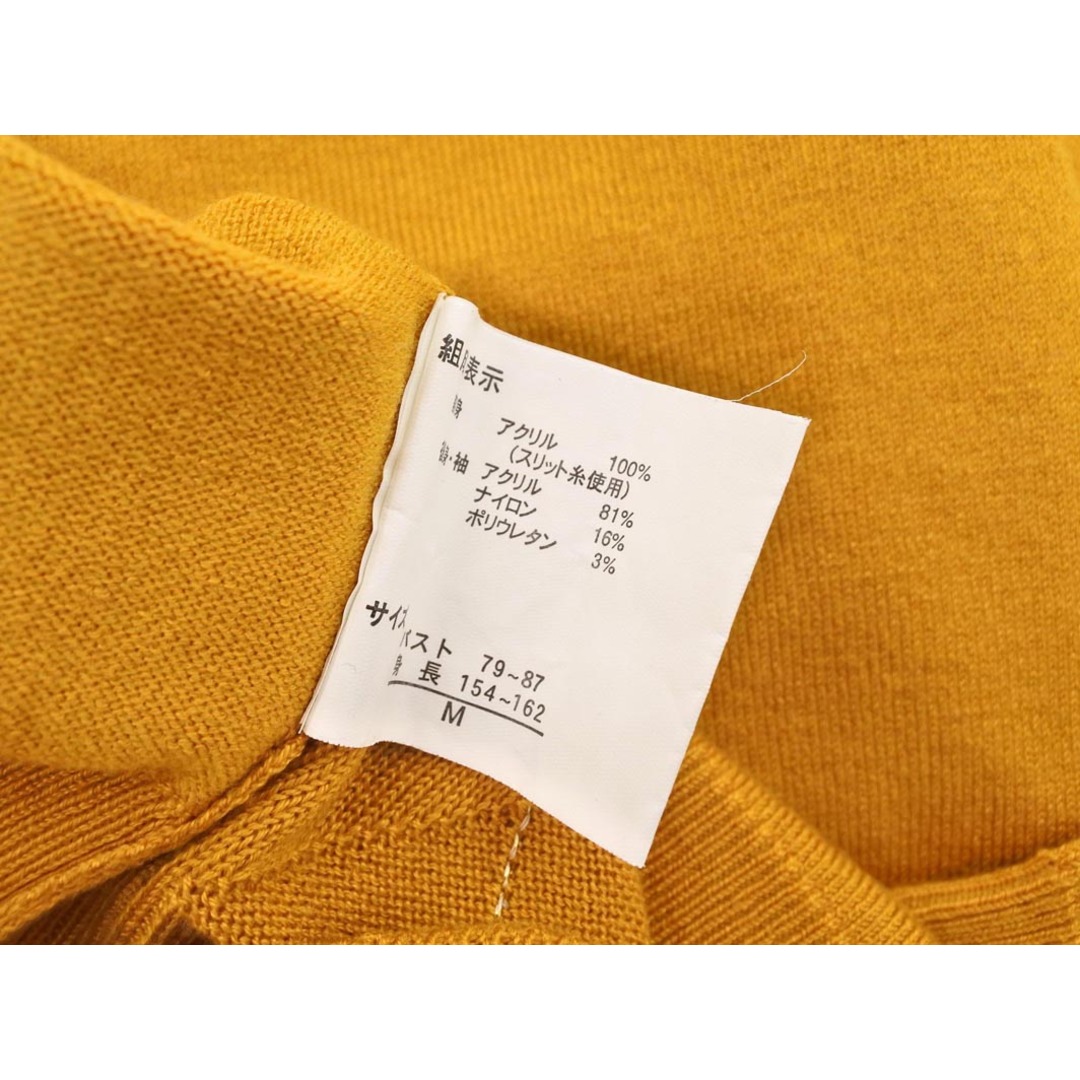 組成表示
アクリル 100%
(スリット糸使用)
袖 アクリル 81%
ナイロン 16%
ポリウレタン 3%
サイズ
バスト 79~87
身長 154~162
M